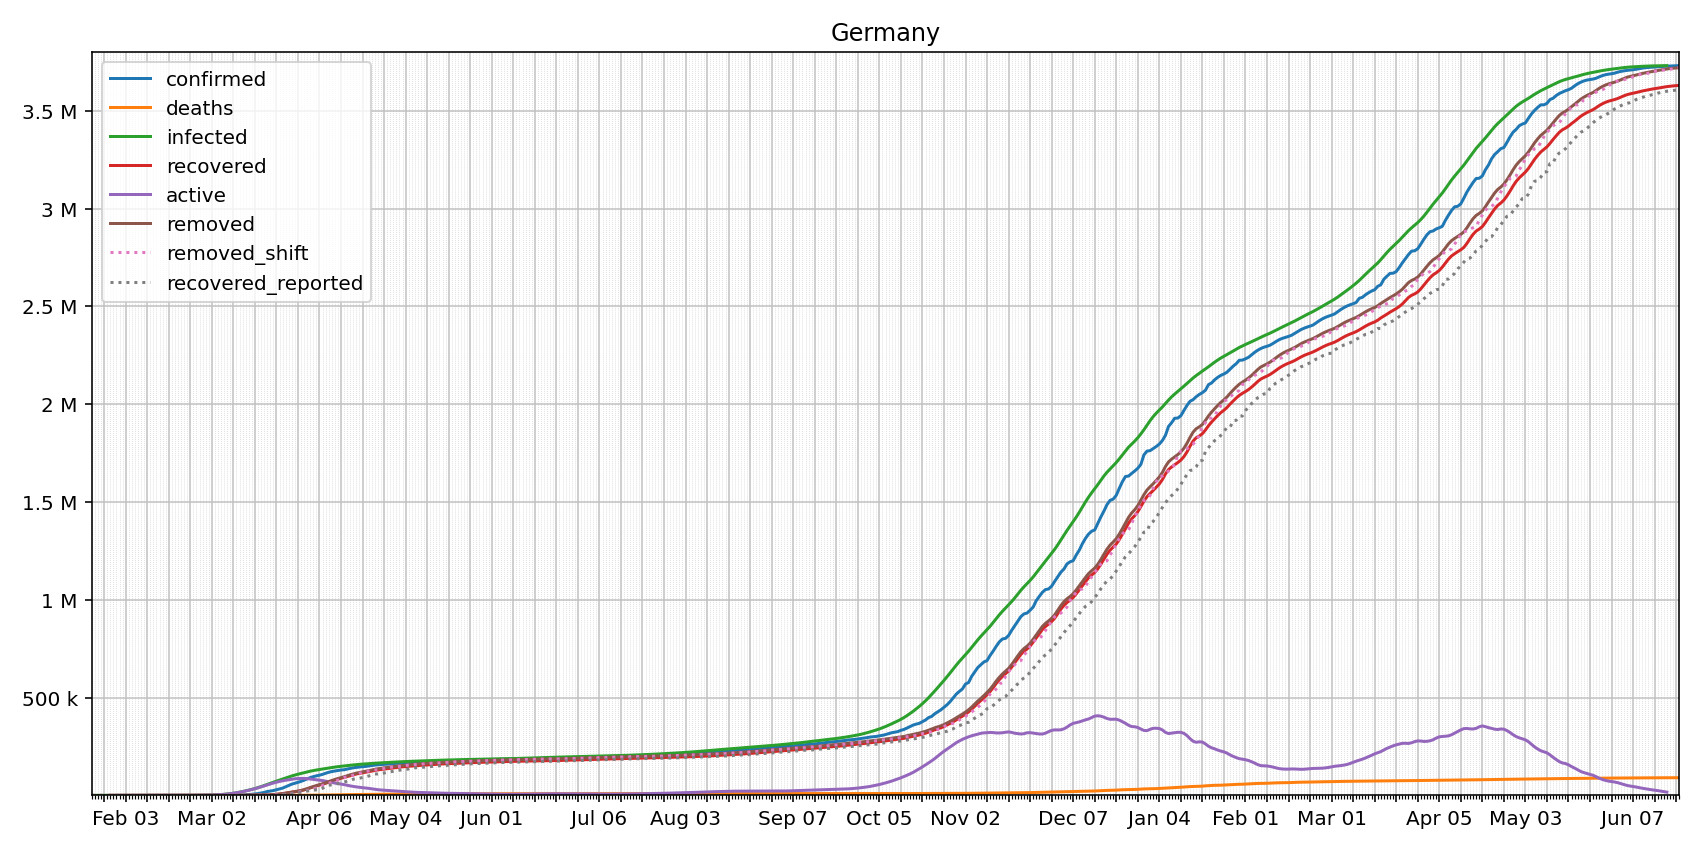 Germany
confirmed
deaths
infected
recovered
active
removed
removed_shift
recovered_reported
3.5 M
3 M
2.5 M
2 M
1.5 M
1 M
500 k
Feb 03 Mar 02 Apr 06 May 04 Jun 01 Jul 06 Aug 03 Sep 07 Oct 05 Nov 02 Dec 07 Jan 04 Feb 01 Mar 01 Apr 05 May 03 Jun 07